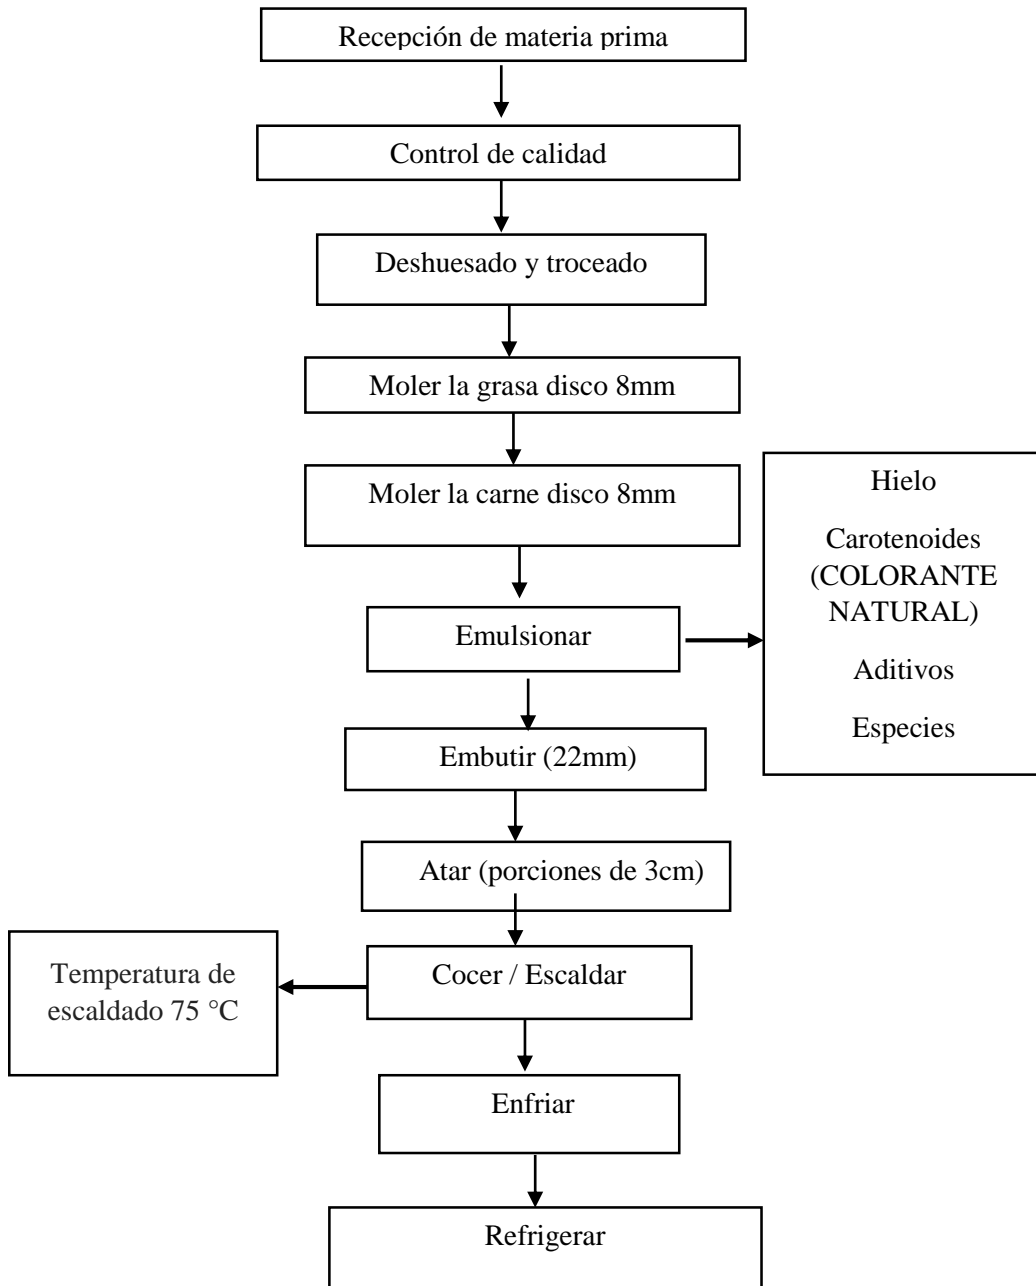 Recepción de materia prima
Control de calidad
Deshuesado y troceado
Moler la grasa disco 8mm
Moler la carne disco 8mm
Hielo
Carotenoides
(COLORANTE
NATURAL)
Aditivos
Especies
Emulsionar
Embutir (22mm)
Atar (porciones de 3cm)
Cocer / Escaldar
Temperatura de
escaldado 75 °C
Enfriar
Refrigerar